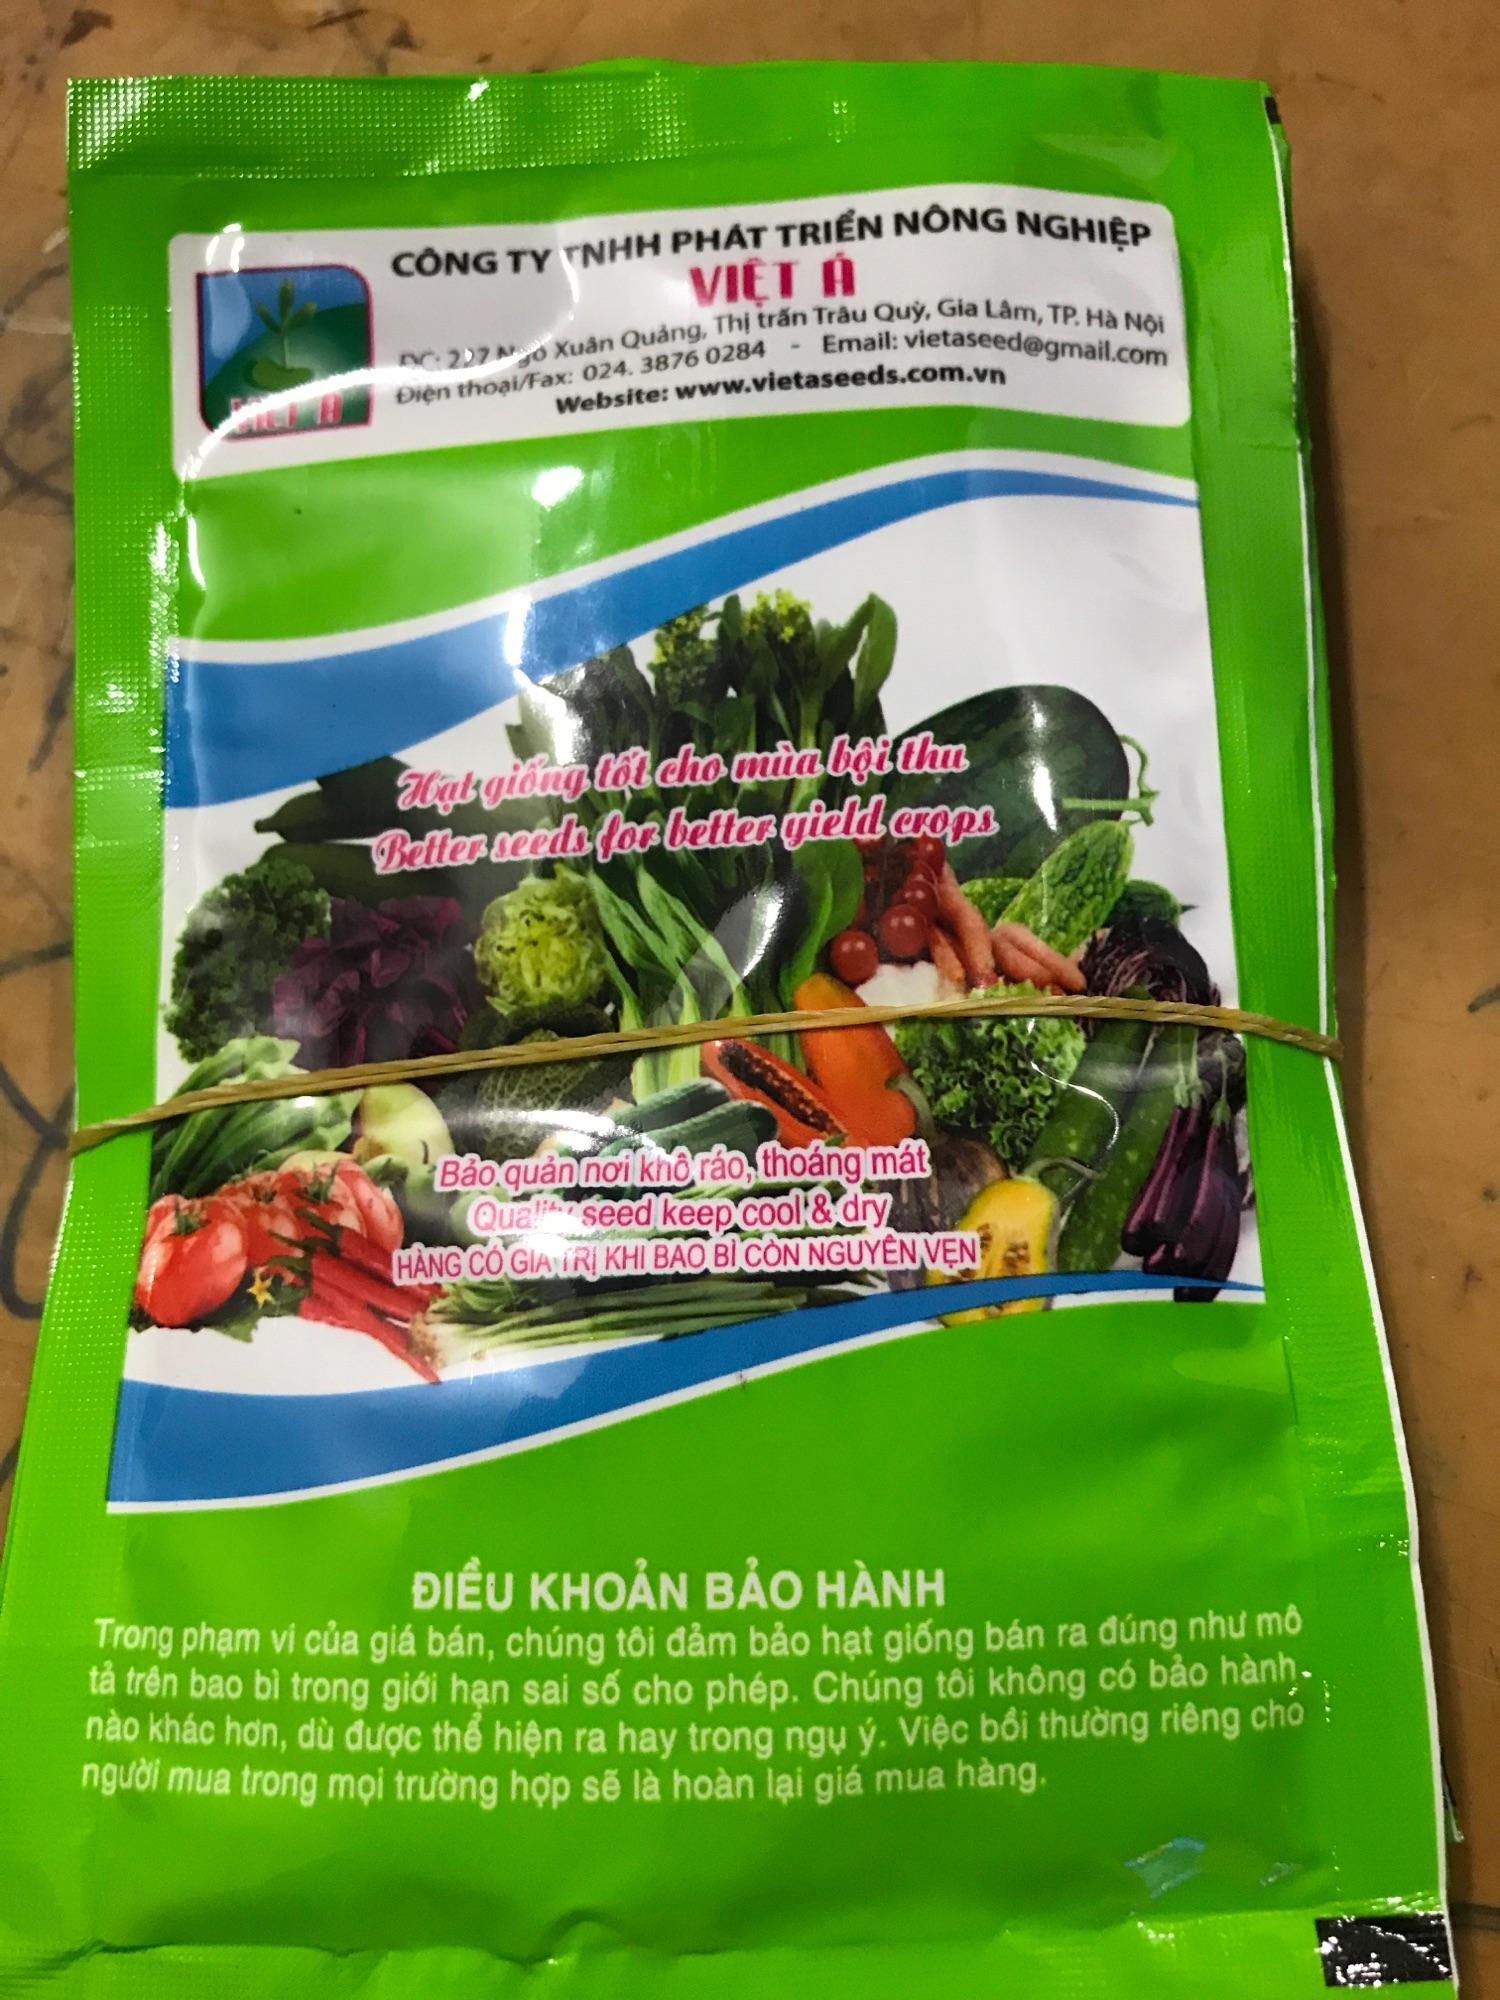 CÔNG TY TNHH PHÁT TRIỂN NÔNG NGHIỆP
VIỆT Á
VIỆT Á
ĐC: 227 Ngõ Xuân Quảng, Thị trấn Trâu Quỳ, Gia Lâm, TP. Hà Nội
Điện thoại/Fax: 024. 3876 0284 - Email: vietaseed@gmail.com
Website: www.vietaseeds.com.vn
Hạt giống tốt cho mùa bội thu
Better seeds for better yield crops
Bảo quản nơi khô ráo, thoáng mát
Quality seed keep cool & dry
HÀNG CÓ GIÁ TRỊ KHI BAO BÌ CÒN NGUYÊN VẸN
ĐIỀU KHOẢN BẢO HÀNH
Trong phạm vi của giá bán, chúng tôi đảm bảo hạt giống bán ra đúng như mô
tả trên bao bì trong giới hạn sai số cho phép. Chúng tôi không có bảo hành
nào khác hơn, dù được thể hiện ra hay trong ngụ ý. Việc bồi thường riêng cho
người mua trong mọi trường hợp sẽ là hoàn lại giá mua hàng.